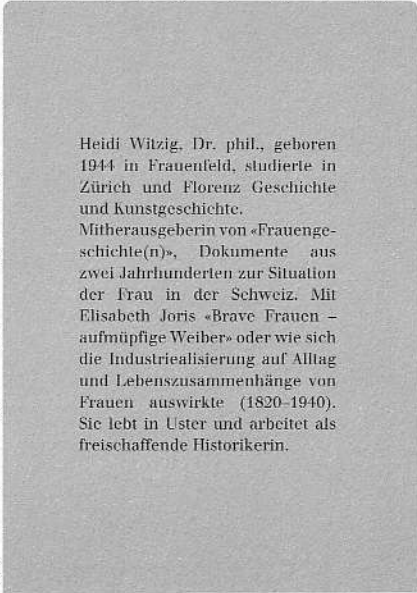 Heidi Witzig, Dr. phil., geboren
1944 in Frauenfeld, studierte in
Zürich und Florenz Geschichte
und Kunstgeschichte.
Mitherausgeberin von «Frauenge-
schichte(n)», Dokumente aus
zwei Jahrhunderten zur Situation
der Frau in der Schweiz. Mit
Elisabeth Joris «Brave Frauen –
aufmüpfige Weiber» oder wie sich
die Industriealisierung auf Alltag
und Lebenszusammenhänge von
Frauen auswirkte (1820–1940).
Sie lebt in Uster und arbeitet als
freischaffende Historikerin.